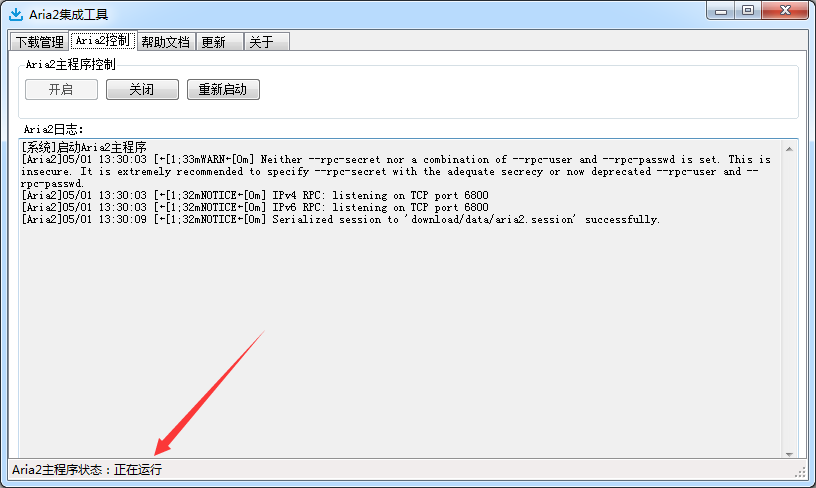 Aria2集成工具
下载管理 Aria2控制 帮助文档 更新 关于
Aria2主程序控制
开启 关闭 重新启动
Aria2日志:
[系统]启动Aria2主程序
[Aria2]05/01 13:30:03 [←[1;33mWARN←[0m] Neither --rpc-secret nor a combination of --rpc-user and --rpc-passwd is set. This is
insecure. It is extremely recommended to specify --rpc-secret with the adequate secrecy or now deprecated --rpc-user and --
rpc-passwd.
[Aria2]05/01 13:30:03 [←[1;32mNOTICE←[0m] IPv4 RPC: listening on TCP port 6800
[Aria2]05/01 13:30:03 [←[1;32mNOTICE←[0m] IPv6 RPC: listening on TCP port 6800
[Aria2]05/01 13:30:09 [←[1;32mNOTICE←[0m] Serialized session to 'download/data/aria2.session' successfully.
Aria2主程序状态：正在运行